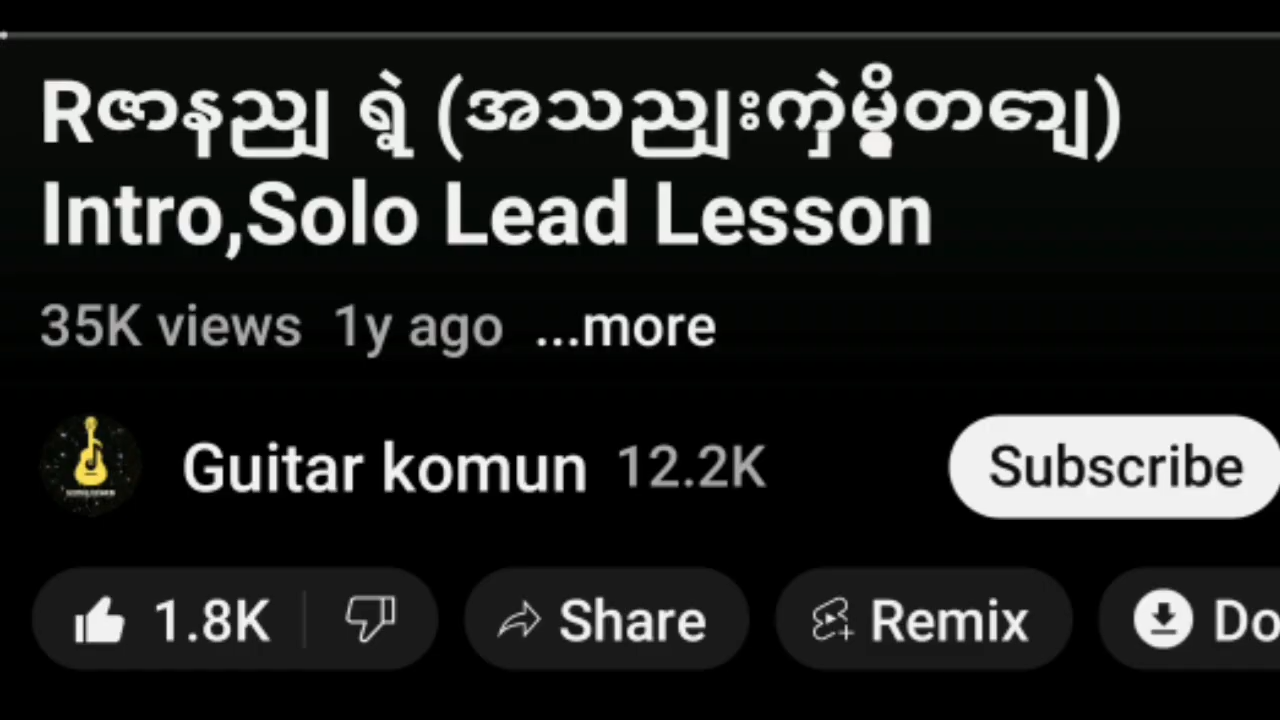 Rဇာနည် ရဲ့ (အသည်းကွဲမို့တော်)
Intro,Solo Lead Lesson
35K views 1y ago ...more
Guitar komun 12.2K
Subscribe
1.8K
Share
Remix
Do